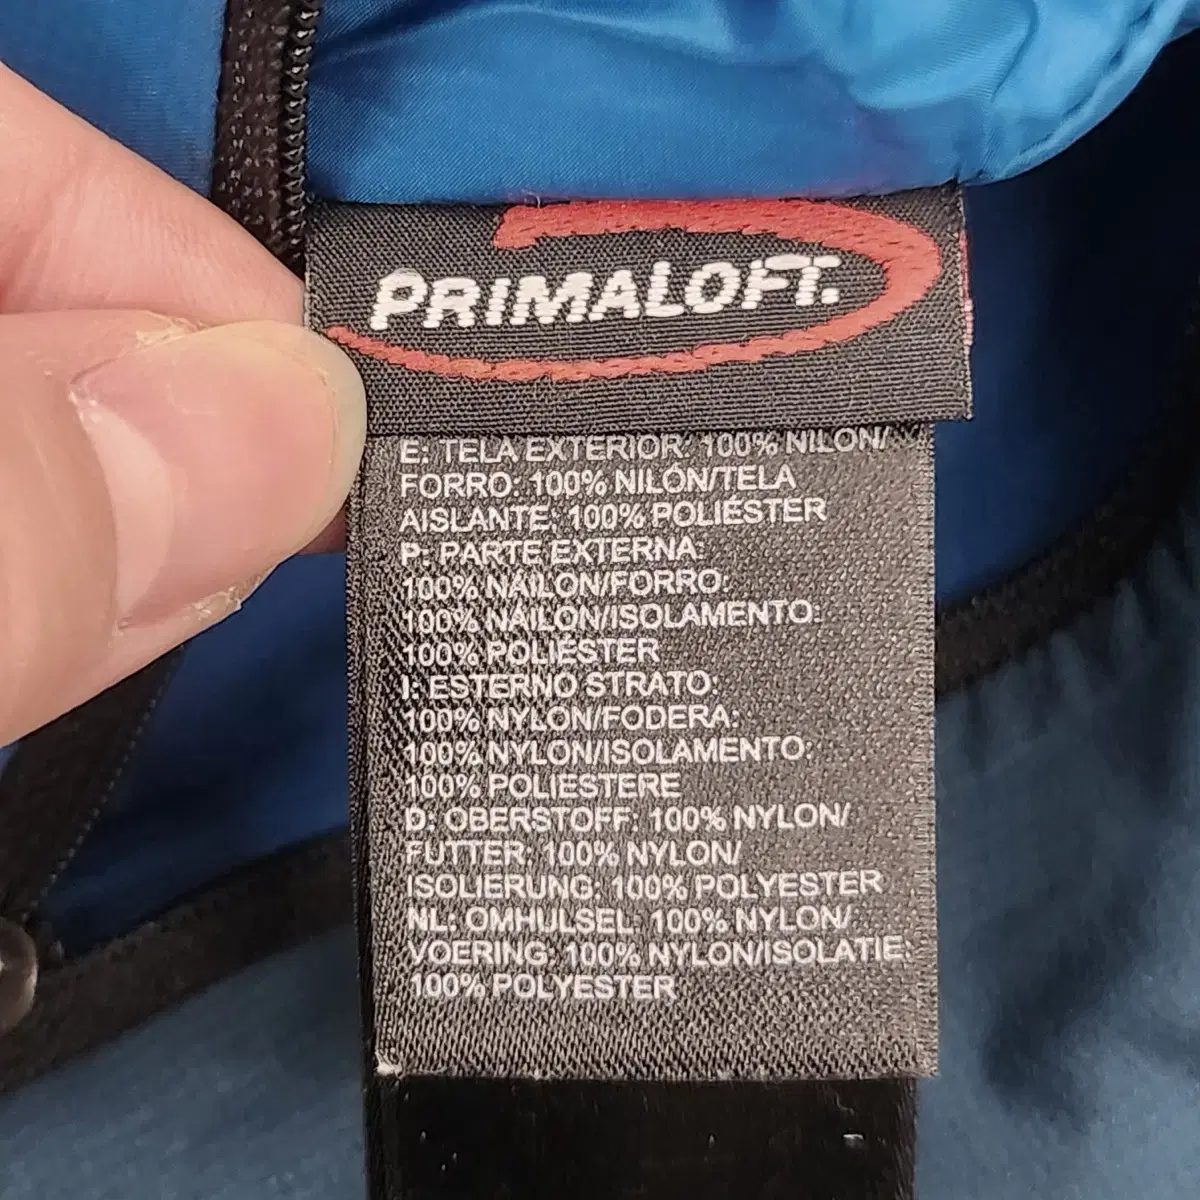 PRIMALOFT.
E: TELA EXTERIOR: 100% NILON/
FORRO: 100% NILÓN/TELA
AISLANTE: 100% POLIÉSTER
P: PARTE EXTERNA:
100% NÁILON/FORRO:
100% NÁILON/ISOLAMENTO:
100% POLIÉSTER
I: ESTERNO STRATO:
100% NYLON/FODERA:
100% NYLON/ISOLAMENTO:
100% POLIESTERE
D: OBERSTOFF: 100% NYLON/
FUTTER: 100% NYLON/
ISOLIERUNG: 100% POLYESTER
NL: OMHULSEL: 100% NYLON/
VOERING: 100% NYLON/ISOLATIE:
100% POLYESTER